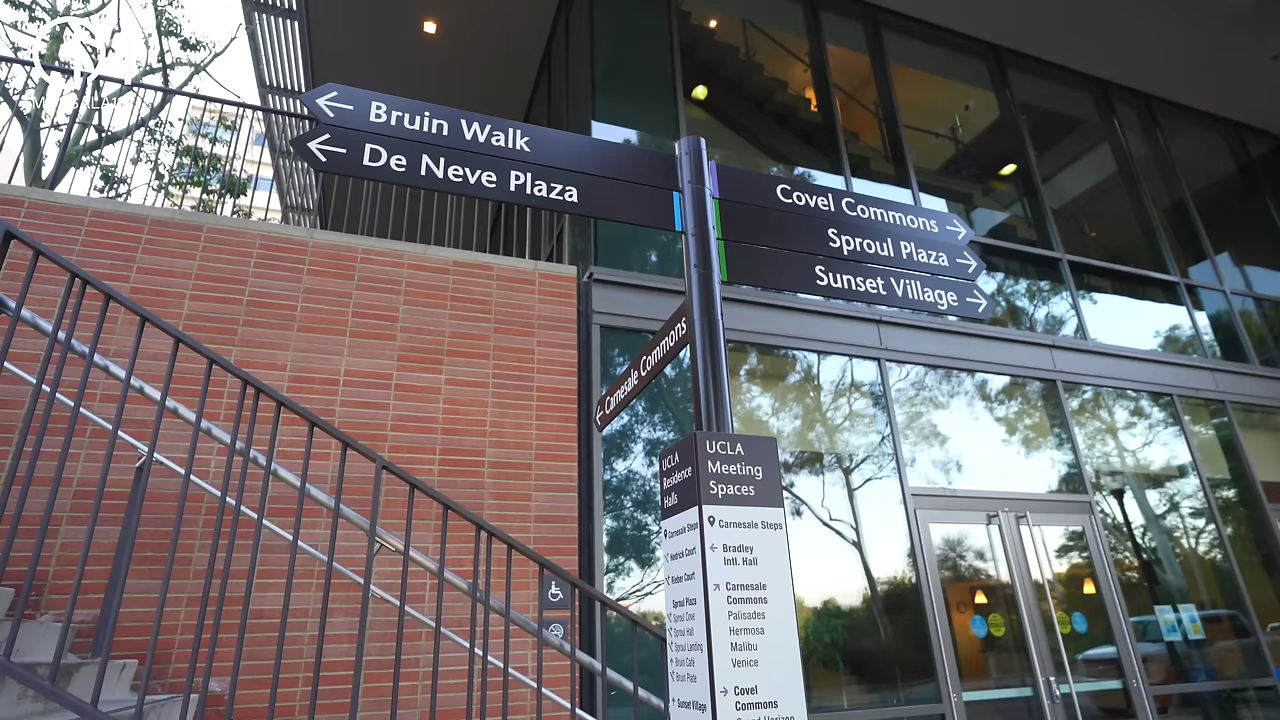 Bruin Walk
De Neve Plaza
Covel Commons
Sproul Plaza
Sunset Village
Carnesale Commons
UCLA
Residence
Halls
Carnesale Steps
Hedrick Court
Rieber Court
Sproul Plaza
Sproul Cove
Sproul Hall
Sproul Landing
Bruin Café
Bruin Plate
Sunset Village
UCLA
Meeting
Spaces
Carnesale Steps
Bradley
Intl. Hall
Carnesale
Commons
Palisades
Hermosa
Malibu
Venice
Covel
Commons
Grand Horizon